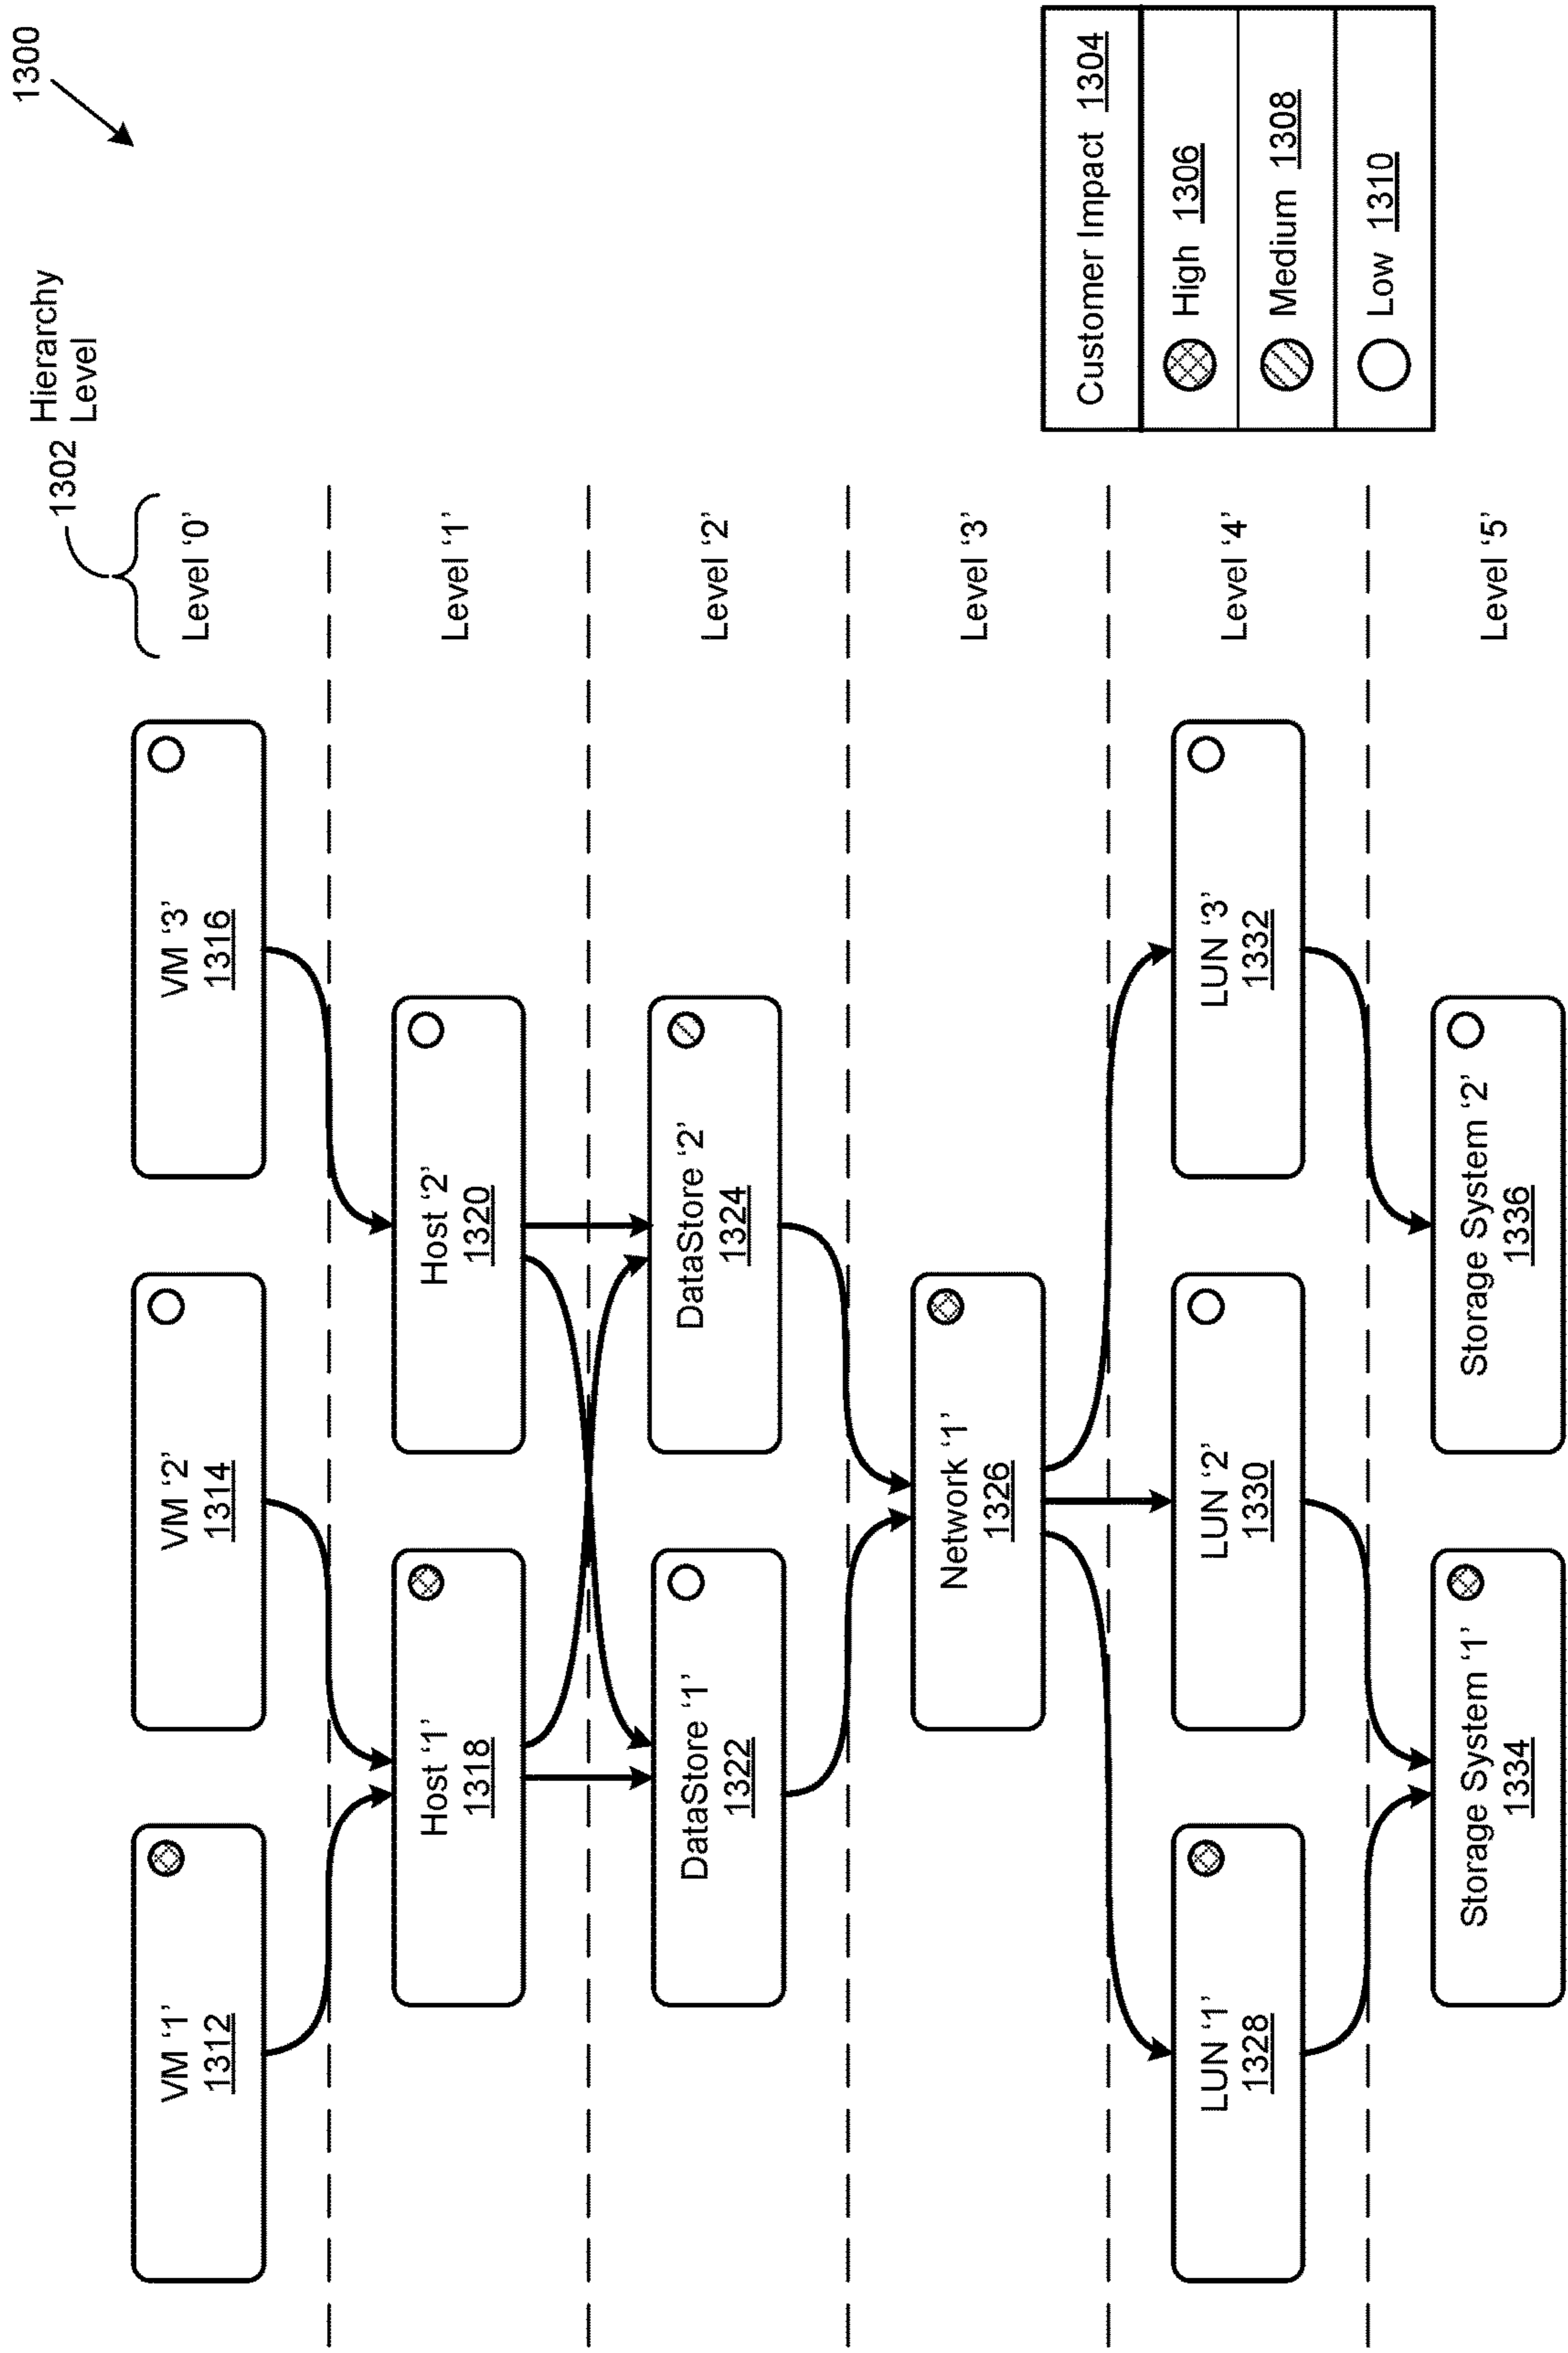 1300
1302
Hierarchy
Level
Level ‘0’
VM ‘1’
1312
VM ‘2’
1314
VM ‘3’
1316
Level ‘1’
Host ‘1’
1318
Host ‘2’
1320
Level ‘2’
DataStore ‘1’
1322
DataStore ‘2’
1324
Level ‘3’
Network ‘1’
1326
Level ‘4’
LUN ‘1’
1328
LUN ‘2’
1330
LUN ‘3’
1332
Level ‘5’
Storage System ‘1’
1334
Storage System ‘2’
1336
Customer Impact 1304
High 1306
Medium 1308
Low 1310